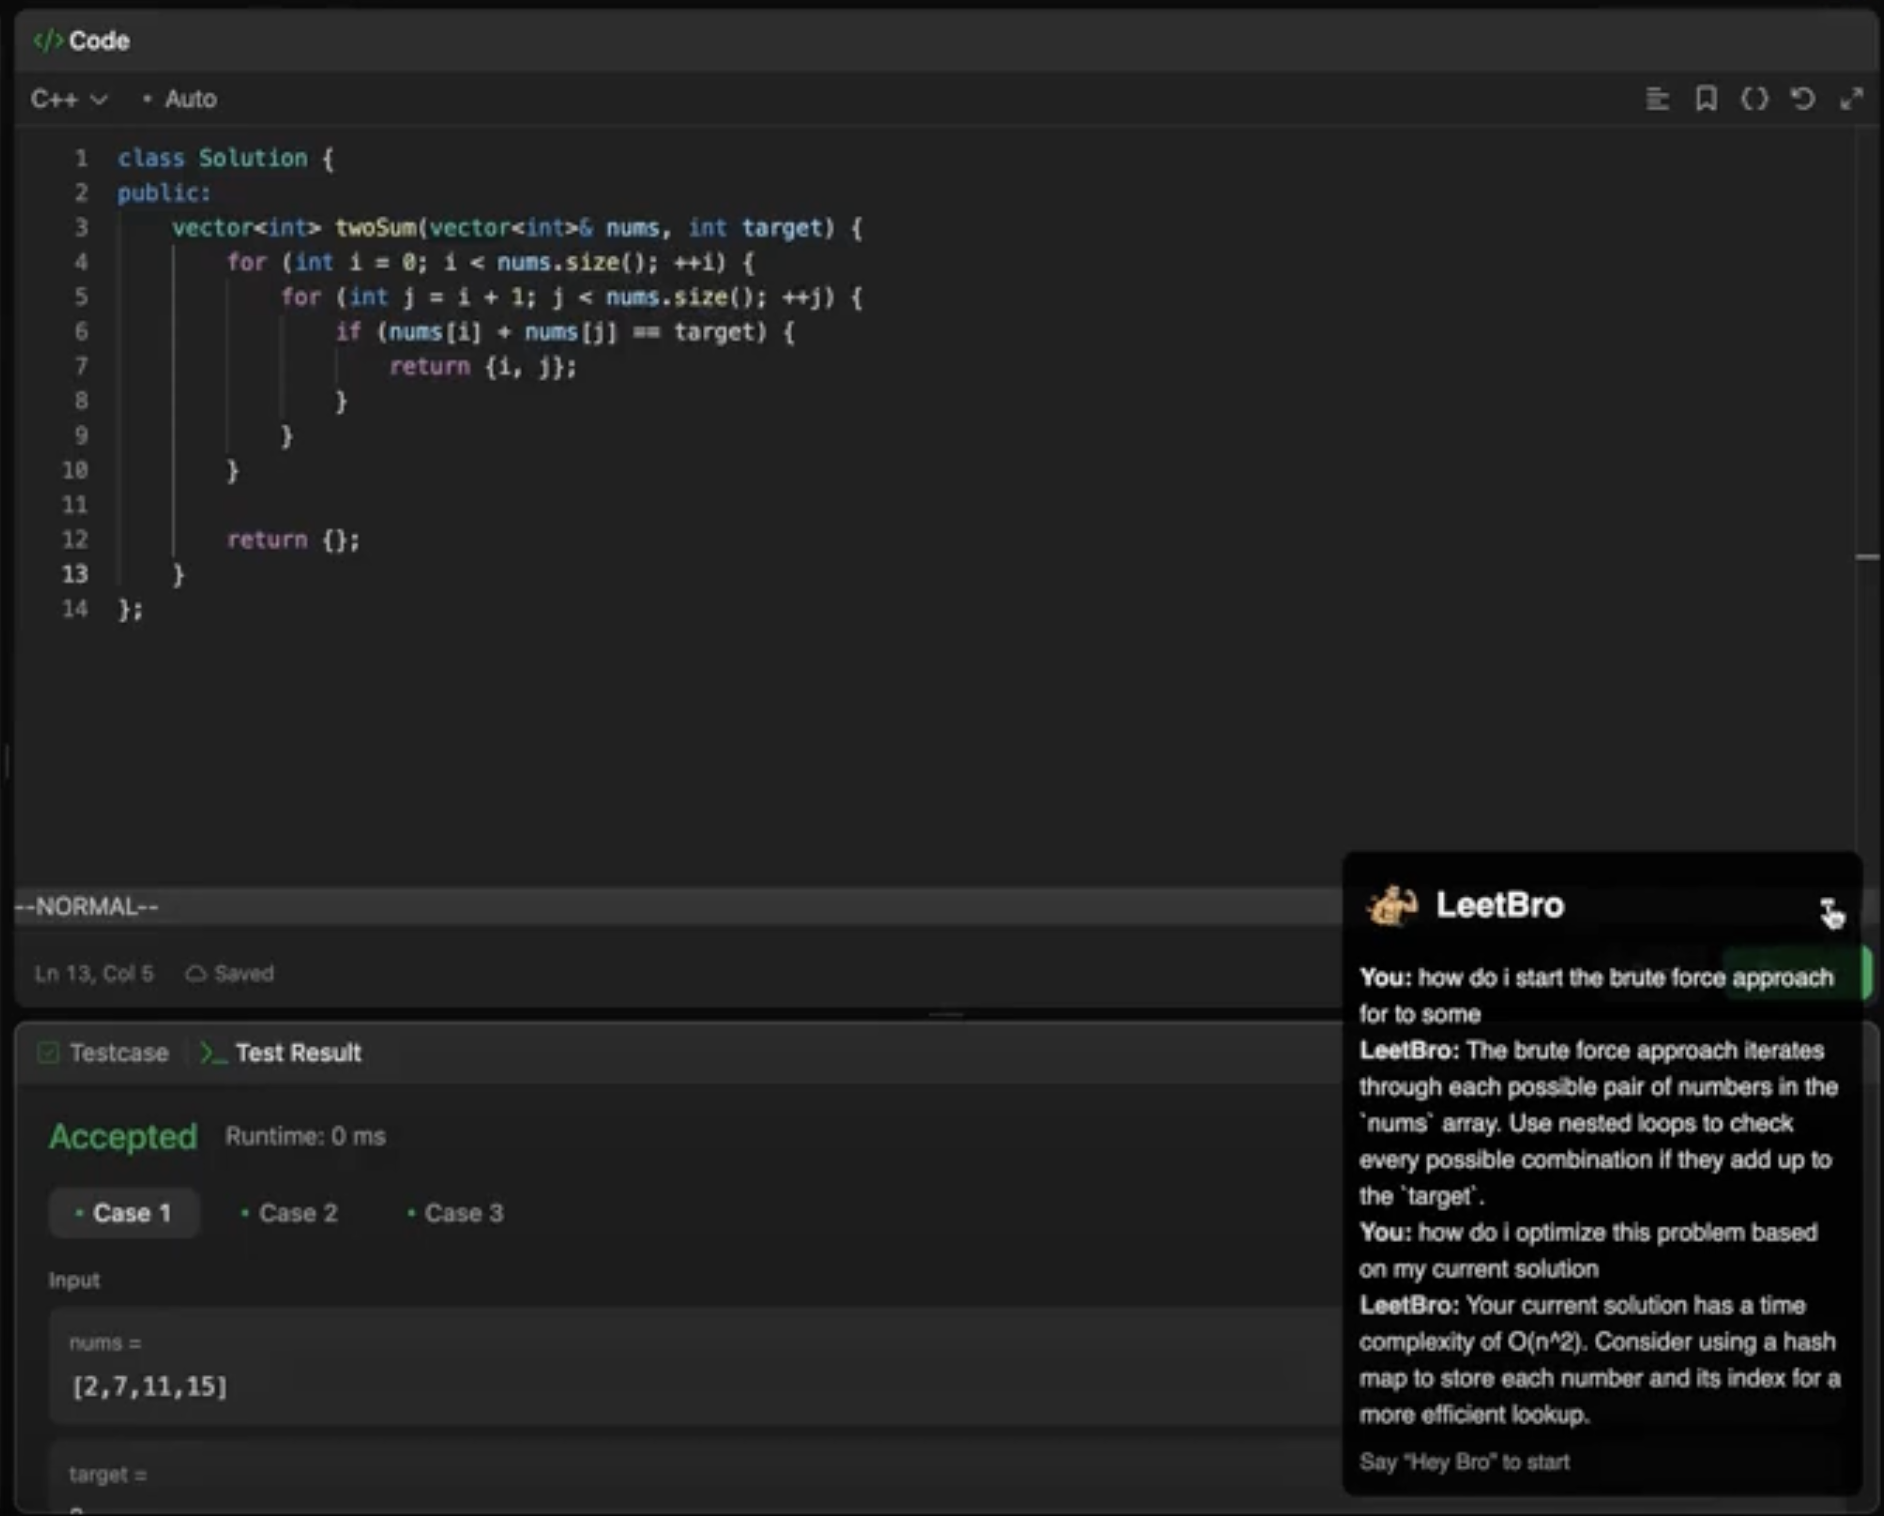 </> Code
C++ • Auto
1 class Solution {
2 public:
3 vector<int> twoSum(vector<int>& nums, int target) {
4 for (int i = 0; i < nums.size(); ++i) {
5 for (int j = i + 1; j < nums.size(); ++j) {
6 if (nums[i] + nums[j] == target) {
7 return {i, j};
8 }
9 }
10 }
11
12 return {};
13 }
14 };
--NORMAL--
Ln 13, Col 5 Saved
Testcase >_ Test Result
Accepted Runtime: 0 ms
• Case 1 • Case 2 • Case 3
Input
nums =
[2,7,11,15]
target =
LeetBro
You: how do i start the brute force approach
for to some
LeetBro: The brute force approach iterates
through each possible pair of numbers in the
`nums` array. Use nested loops to check
every possible combination if they add up to
the `target`.
You: how do i optimize this problem based
on my current solution
LeetBro: Your current solution has a time
complexity of O(n^2). Consider using a hash
map to store each number and its index for a
more efficient lookup.
Say "Hey Bro" to start